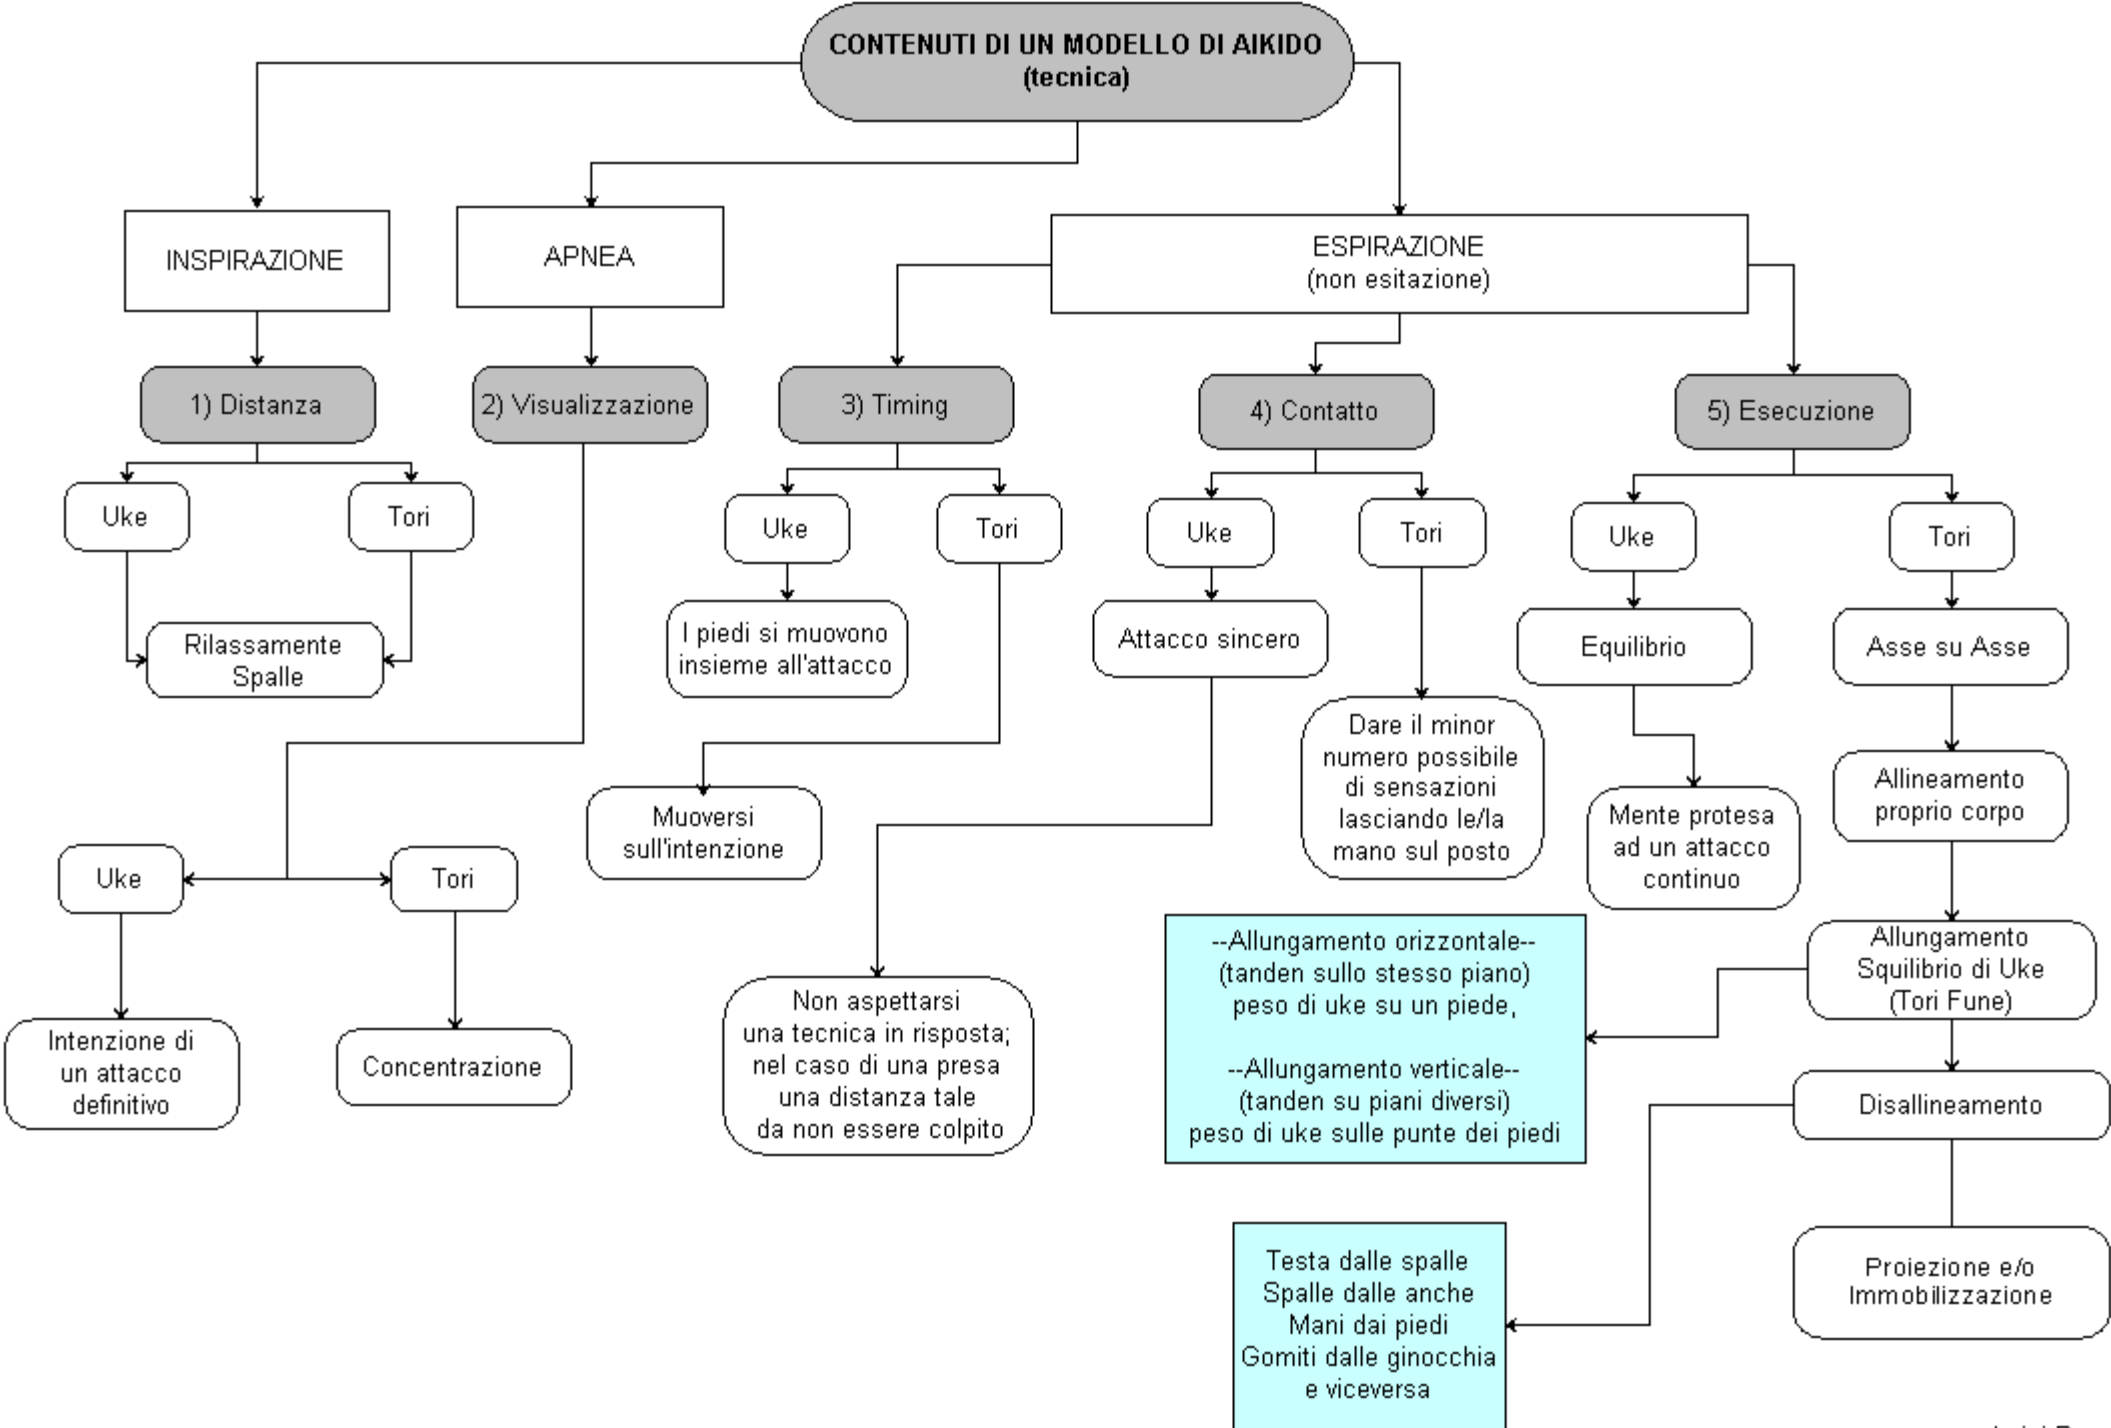 CONTENUTI DI UN MODELLO DI AIKIDO
(tecnica)
INSPIRAZIONE
APNEA
ESPIRAZIONE
(non esitazione)
1) Distanza
2) Visualizzazione
3) Timing
4) Contatto
5) Esecuzione
Uke
Tori
Rilassamente
Spalle
Uke
Tori
Intenzione di
un attacco
definitivo
Concentrazione
Uke
Tori
I piedi si muovono
insieme all'attacco
Muoversi
sull'intenzione
Uke
Tori
Attacco sincero
Non aspettarsi
una tecnica in risposta;
nel caso di una presa
una distanza tale
da non essere colpito
Dare il minor
numero possibile
di sensazioni
lasciando le/la
mano sul posto
Uke
Tori
Equilibrio
Mente protesa
ad un attacco
continuo
Asse su Asse
Allineamento
proprio corpo
Allungamento
Squilibrio di Uke
(Tori Fune)
--Allungamento orizzontale--
(tanden sullo stesso piano)
peso di uke su un piede,
--Allungamento verticale--
(tanden su piani diversi)
peso di uke sulle punte dei piedi
Disallineamento
Testa dalle spalle
Spalle dalle anche
Mani dai piedi
Gomiti dalle ginocchia
e viceversa
Proiezione e/o
Immobilizzazione